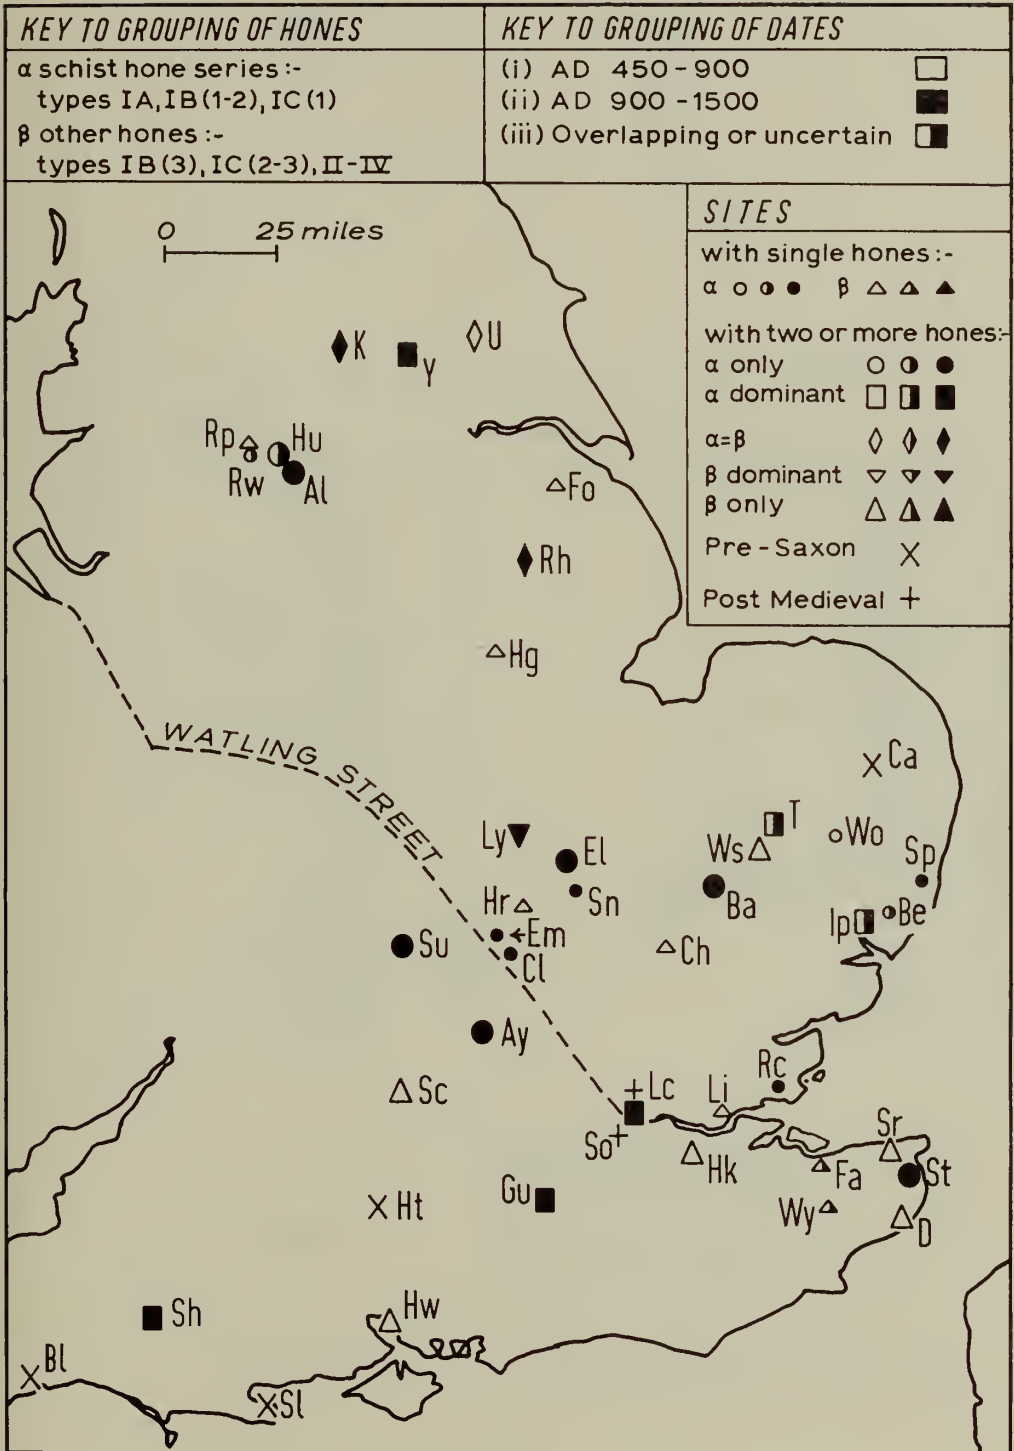 KEY TO GROUPING OF HONES
α schist hone series :-
types IA, IB(1-2), IC(1)
β other hones :-
types IB(3), IC(2-3), II-IV
KEY TO GROUPING OF DATES
(i) AD 450-900
(ii) AD 900-1500
(iii) Overlapping or uncertain
SITES
with single hones :-
α β
with two or more hones:-
α only
α dominant
α=β
β dominant
β only
Pre-Saxon
Post Medieval
0 25 miles
K
Y
U
Rp
Hu
Rw
Al
Fo
Rh
Hg
WATLING STREET
Ca
T
Wo
Ly
El
Ws
Sp
Sn
Ba
Hr
Ip
Be
Em
Su
Cl
Ch
Ay
Sc
Lc
Li
Rc
So
Sr
Hk
Fa
St
Ht
Gu
Wy
D
Sh
Hw
Bl
Sl